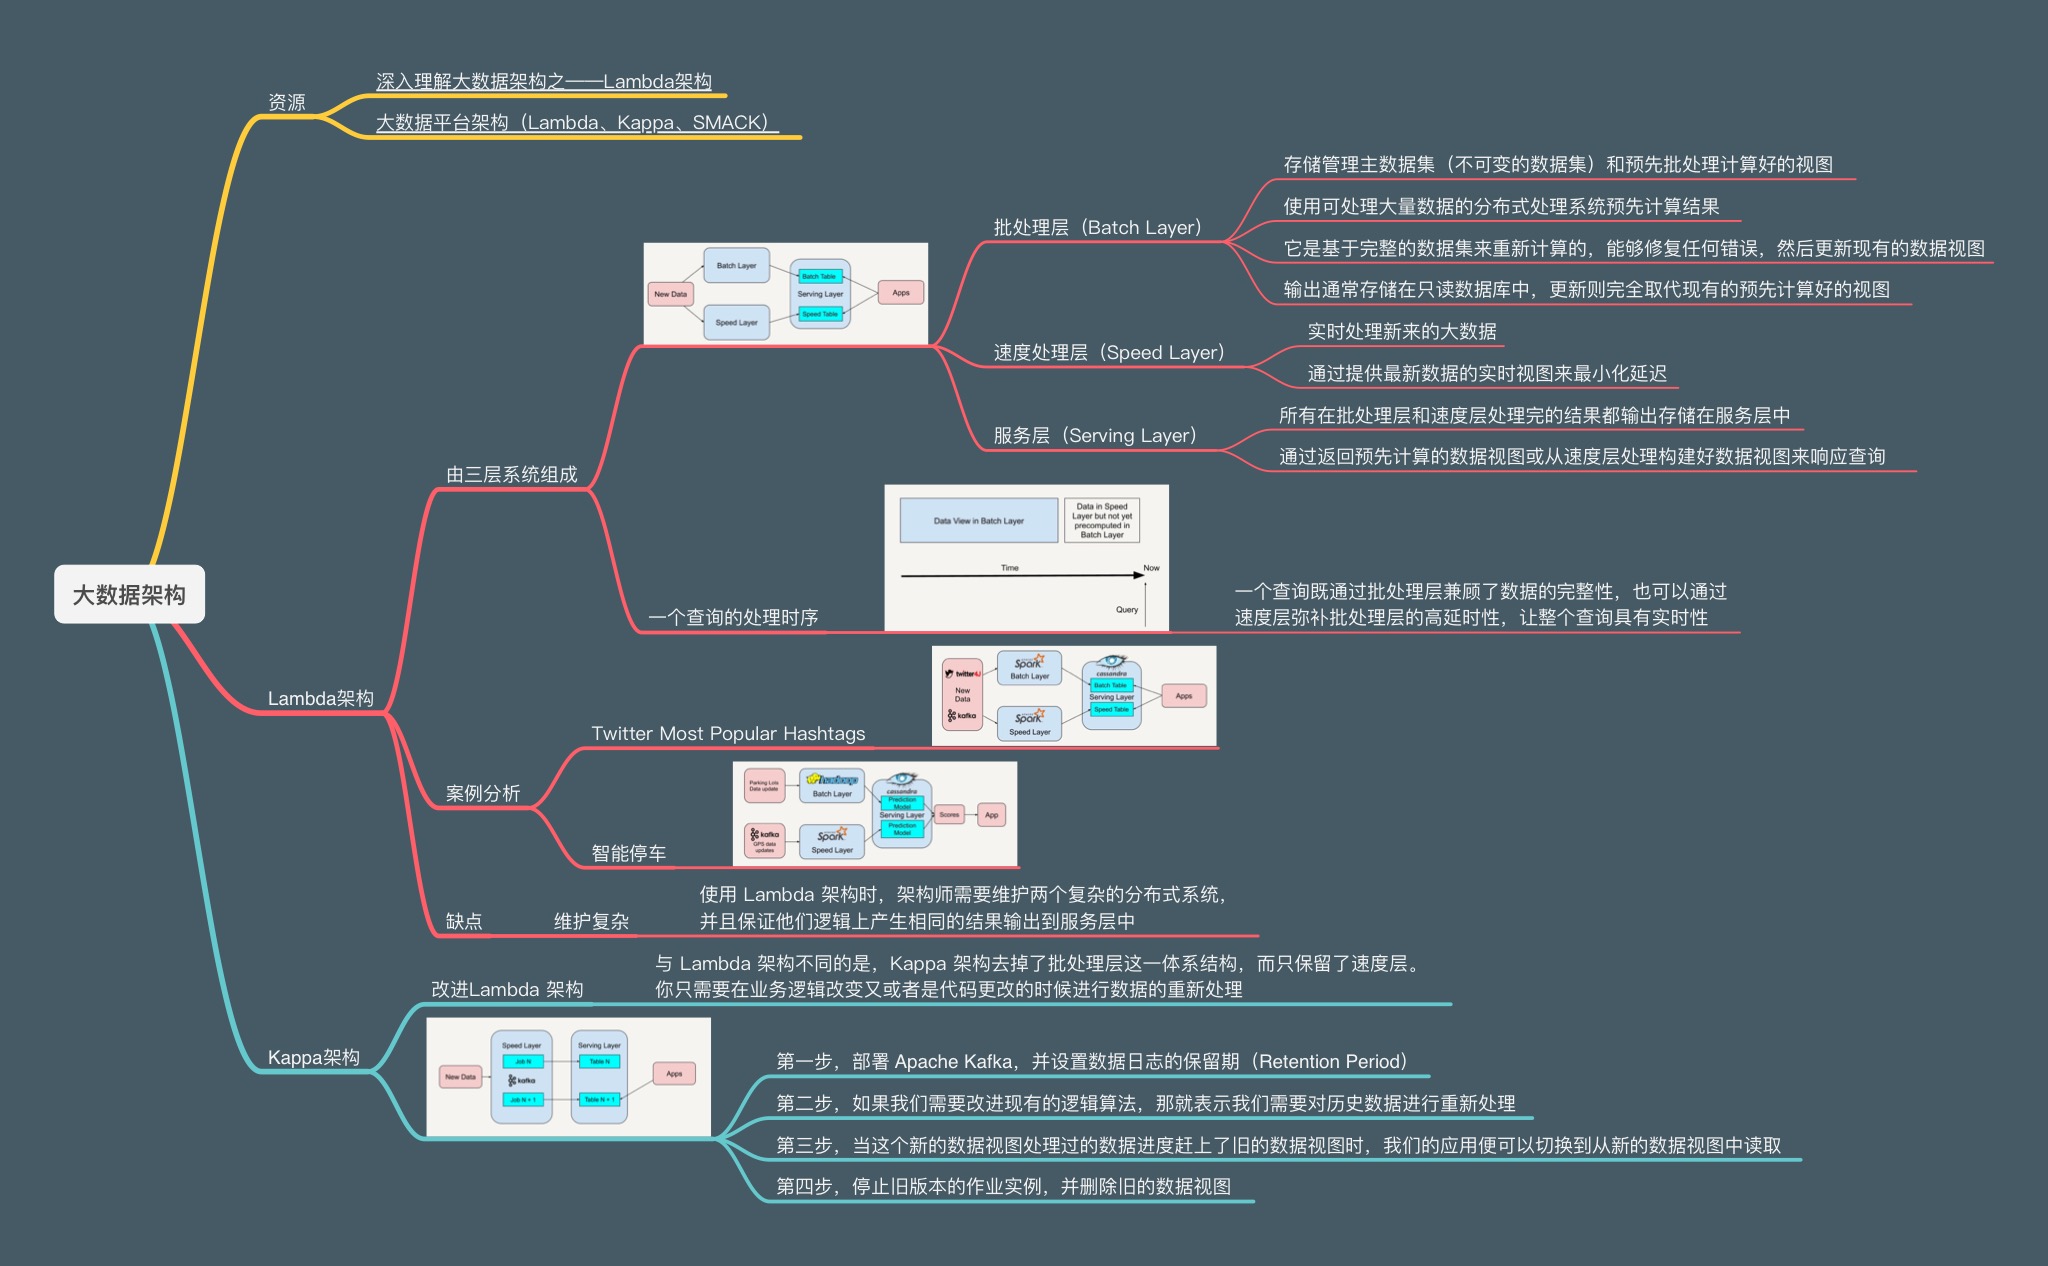 大数据架构
资源
深入理解大数据架构之——Lambda架构
大数据平台架构（Lambda、Kappa、SMACK）
Lambda架构
由三层系统组成
New Data
Batch Layer
Speed Layer
Batch Table
Serving Layer
Speed Table
Apps
批处理层（Batch Layer）
存储管理主数据集（不可变的数据集）和预先批处理计算好的视图
使用可处理大量数据的分布式处理系统预先计算结果
它是基于完整的数据集来重新计算的，能够修复任何错误，然后更新现有的数据视图
输出通常存储在只读数据库中，更新则完全取代现有的预先计算好的视图
速度处理层（Speed Layer）
实时处理新来的大数据
通过提供最新数据的实时视图来最小化延迟
服务层（Serving Layer）
所有在批处理层和速度层处理完的结果都输出存储在服务层中
通过返回预先计算的数据视图或从速度层处理构建好数据视图来响应查询
一个查询的处理时序
Data View in Batch Layer
Data in Speed
Layer but not yet
precomputed in
Batch Layer
Time
Now
Query
一个查询既通过批处理层兼顾了数据的完整性，也可以通过
速度层弥补批处理层的高延时性，让整个查询具有实时性
案例分析
Twitter Most Popular Hashtags
twitter4J
New
Data
kafka
Spark
Batch Layer
Spark
Speed Layer
cassandra
Batch Table
Serving Layer
Speed Table
Apps
智能停车
Parking Lots
Data update
kafka
GPS data
updates
hadoop
Batch Layer
Spark
Speed Layer
cassandra
Prediction
Model
Serving Layer
Prediction
Model
Scores
App
缺点
维护复杂
使用 Lambda 架构时，架构师需要维护两个复杂的分布式系统，
并且保证他们逻辑上产生相同的结果输出到服务层中
Kappa架构
改进Lambda 架构
与 Lambda 架构不同的是，Kappa 架构去掉了批处理层这一体系结构，而只保留了速度层。
你只需要在业务逻辑改变又或者是代码更改的时候进行数据的重新处理
New Data
Speed Layer
Job N
kafka
Job N + 1
Serving Layer
Table N
Table N + 1
Apps
第一步，部署 Apache Kafka，并设置数据日志的保留期（Retention Period）
第二步，如果我们需要改进现有的逻辑算法，那就表示我们需要对历史数据进行重新处理
第三步，当这个新的数据视图处理过的数据进度赶上了旧的数据视图时，我们的应用便可以切换到从新的数据视图中读取
第四步，停止旧版本的作业实例，并删除旧的数据视图